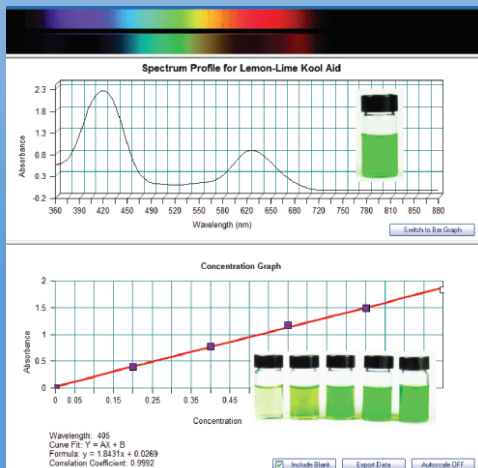 Spectrum Profile for Lemon-Lime Kool Aid
2.3
1.8
1.3
0.8
0.3
-0.2
Absorbance
360 390 420 450 490 520 550 590 620 650 680 710 750 780 810 850 880
Wavelength (nm)
Switch to Bar Graph
Concentration Graph
2
1.5
1
0.5
0
Absorbance
0 0.05 0.15 0.25 0.35 0.45
Concentration
Wavelength: 405
Curve Fit: Y = AX + B
Formula: y = 1.8431x + 0.0269
Correlation Coefficient: 0.9992
Include Blank Export Data Autoscale OFF